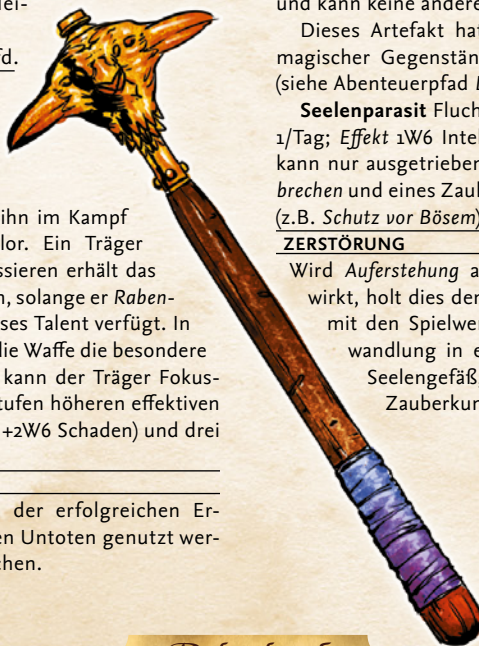 lei-
fd.
ihn im Kampf
lor. Ein Träger
ssieren erhält das
n, solange er Raben-
ses Talent verfügt. In
die Waffe die besondere
kann der Träger Fokus-
tufen höheren effektiven
+2W6 Schaden) und drei
der erfolgreichen Er-
en Untoten genutzt wer-
chen.
und kann keine andere
Dieses Artefakt hat
magischer Gegenstän
(siehe Abenteuerpfad
Seelenparasit Fluch
1/Tag; Effekt 1W6 Intel
kann nur ausgetrieben
brechen und eines Zaul
(z.B. Schutz vor Bösem)
ZERSTÖRUNG
Wird Auferstehung a
wirkt, holt dies der
mit den Spielwer
wandlung in e
Seelengefäß,
Zauberkun